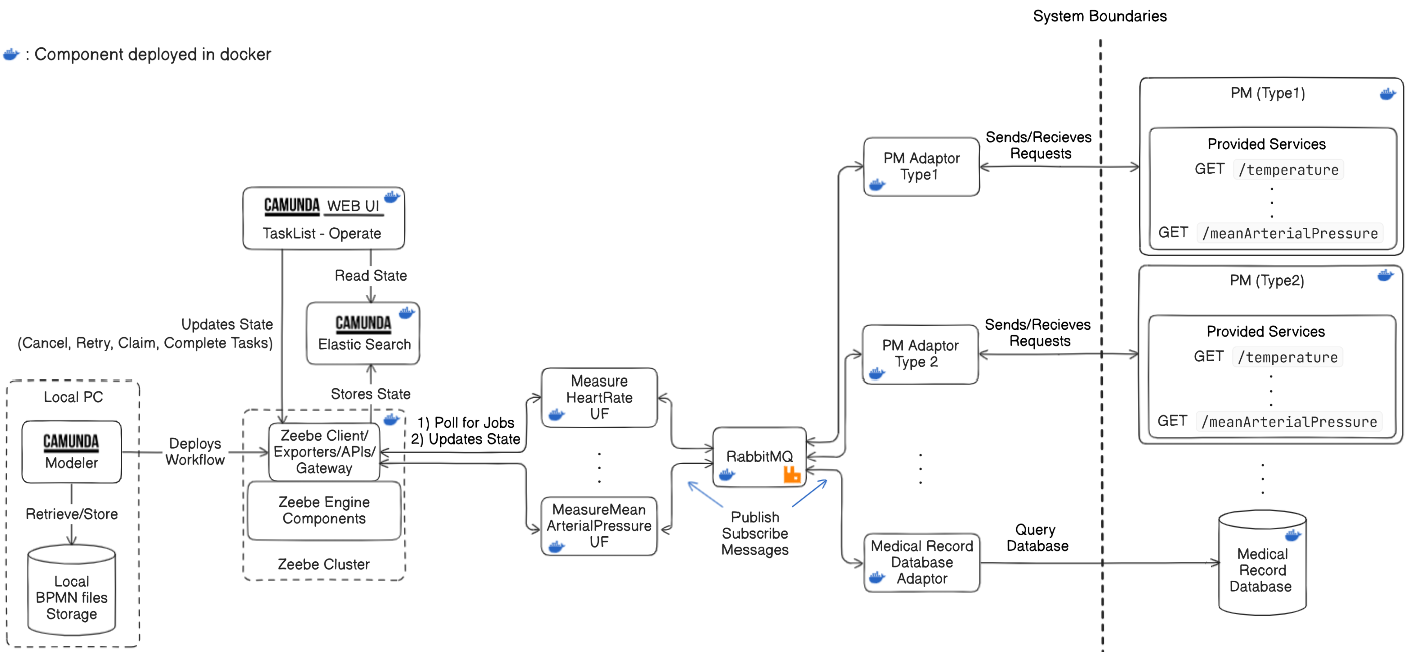 System Boundaries
: Component deployed in docker
CAMUNDA WEB UI
TaskList - Operate
Read State
CAMUNDA
Elastic Search
Updates State
(Cancel, Retry, Claim, Complete Tasks)
Stores State
Local PC
CAMUNDA
Modeler
Retrieve/Store
Local
BPMN files
Storage
Deploys
Workflow
Zeebe Client/
Exporters/APIs/
Gateway
Zeebe Engine
Components
Zeebe Cluster
1) Poll for Jobs
2) Updates State
Measure
HeartRate
UF
MeasureMean
ArterialPressure
UF
RabbitMQ
Publish
Subscribe
Messages
PM Adaptor
Type1
Sends/Recieves
Requests
PM (Type1)
Provided Services
GET /temperature
GET /meanArterialPressure
PM Adaptor
Type 2
Sends/Recieves
Requests
PM (Type2)
Provided Services
GET /temperature
GET /meanArterialPressure
Medical Record
Database
Adaptor
Query
Database
Medical
Record
Database